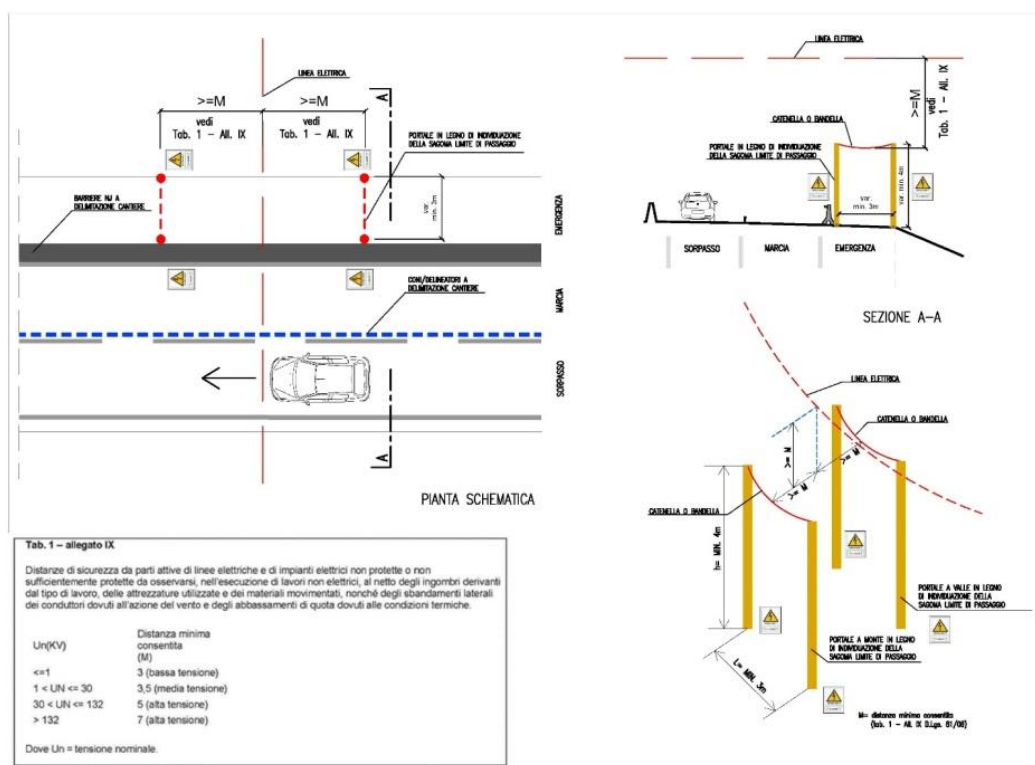 LINEA ELETTRICA
>=M
>=M
vedi
vedi
Tab. 1 - All. IX
Tab. 1 - All. IX
A
PORTALE IN LEGNO DI INDIVIDUAZIONE
DELLA SAGOMA LIMITE DI PASSAGGIO
BARRIERE NJ A
DELIMITAZIONE CANTIERE
var.
min. 3m
EMERGENZA
CONI/DELINEATORI A
DELIMITAZIONE CANTIERE
MARCIA
SORPASSO
A
PIANTA SCHEMATICA
LINEA ELETTRICA
>=M
vedi
Tab. 1 - All. IX
CATENELLA O BANDELLA
PORTALE IN LEGNO DI INDIVIDUAZIONE
DELLA SAGOMA LIMITE DI PASSAGGIO
var.
min. 3m
var. min. 4m
SORPASSO
MARCIA
EMERGENZA
SEZIONE A-A
LINEA ELETTRICA
CATENELLA O BANDELLA
>= M
>= M
>= M
CATENELLA O BANDELLA
h= MIN. 4m
L= MIN. 3m
PORTALE A VALLE IN LEGNO
DI INDIVIDUAZIONE DELLA
SAGOMA LIMITE DI PASSAGGIO
PORTALE A MONTE IN LEGNO
DI INDIVIDUAZIONE DELLA
SAGOMA LIMITE DI PASSAGGIO
M= distanza minima consentita
(tab. 1 - All. IX D.Lgs. 81/08)
Tab. 1 – allegato IX
Distanze di sicurezza da parti attive di linee elettriche e di impianti elettrici non protette o non
sufficientemente protette da osservarsi, nell'esecuzione di lavori non elettrici, al netto degli ingombri derivanti
dal tipo di lavoro, delle attrezzature utilizzate e dei materiali movimentati, nonché degli sbandamenti laterali
dei conduttori dovuti all'azione del vento e degli abbassamenti di quota dovuti alle condizioni termiche.
Un(KV) Distanza minima
consentita
(M)
<=1 3 (bassa tensione)
1 < UN <= 30 3,5 (media tensione)
30 < UN <= 132 5 (alta tensione)
> 132 7 (alta tensione)
Dove Un = tensione nominale.